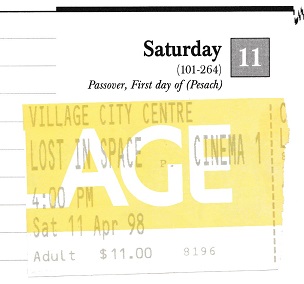 Saturday 11
(101-264)
Passover, First day of (Pesach)
VILLAGE CITY CENTRE
AGE
LOST IN SPACE P. CINEMA 1
4:00 PM
Sat 11 Apr 98
Adult $11.00 8196